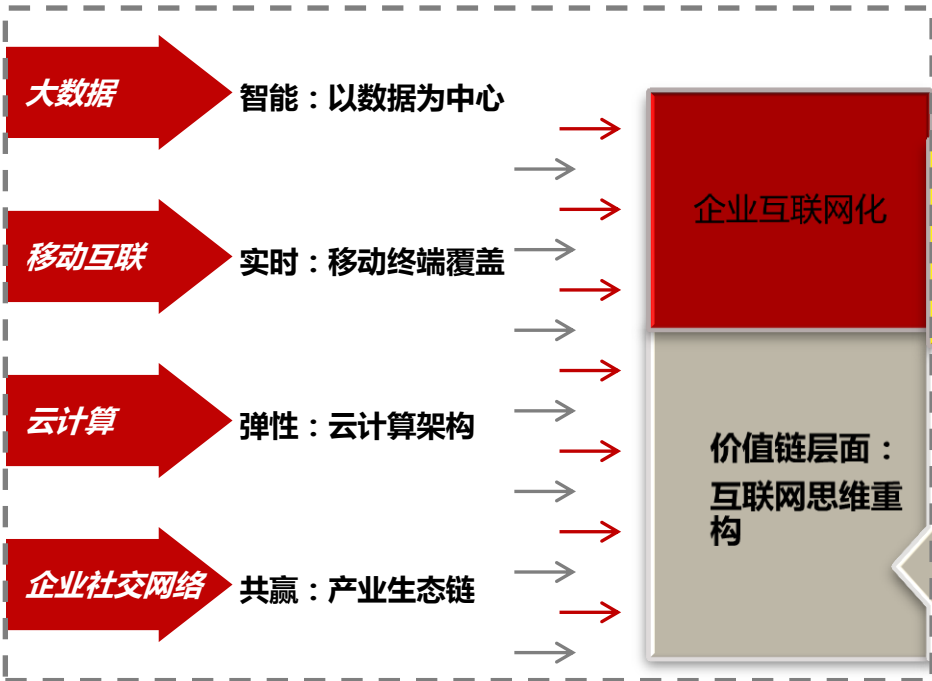 大数据
智能：以数据为中心
移动互联
实时：移动终端覆盖
云计算
弹性：云计算架构
企业社交网络
共赢：产业生态链
企业互联网化
价值链层面：
互联网思维重
构